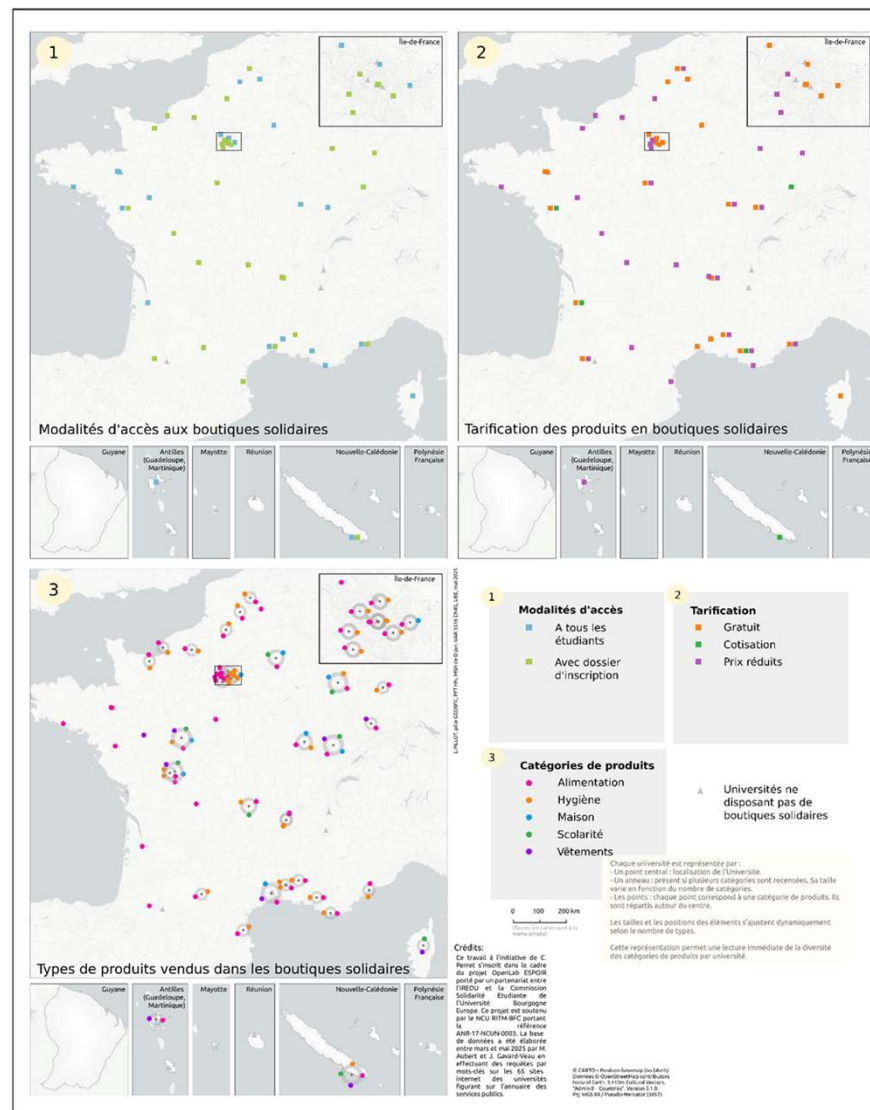 1
Île-de-France
Modalités d'accès aux boutiques solidaires
Guyane
Antilles
(Guadeloupe,
Martinique)
Mayotte
Réunion
Nouvelle-Calédonie
Polynésie
Française
2
Île-de-France
Tarification des produits en boutiques solidaires
Guyane
Antilles
(Guadeloupe,
Martinique)
Mayotte
Réunion
Nouvelle-Calédonie
Polynésie
Française
3
Île-de-France
Types de produits vendus dans les boutiques solidaires
Guyane
Antilles
(Guadeloupe,
Martinique)
Mayotte
Réunion
Nouvelle-Calédonie
Polynésie
Française
1
Modalités d'accès
A tous les
étudiants
Avec dossier
d'inscription
2
Tarification
Gratuit
Cotisation
Prix réduits
3
Catégories de produits
Alimentation
Hygiène
Maison
Scolarité
Vêtements
Universités ne
disposant pas de
boutiques solidaires
0 100 200 km
(Toutes les cartes sont à la
même échelle)
Chaque université est représentée par :
- Un point central : localisation de l'Université.
- Un anneau : présent si plusieurs catégories sont recensées. Sa taille
varie en fonction du nombre de catégories.
- Les points : chaque point correspond à une catégorie de produits. Ils
sont répartis autour du centre.
Les tailles et les positions des éléments s'ajustent dynamiquement
selon le nombre de types.
Cette représentation permet une lecture immédiate de la diversité
des catégories de produits par université.
Crédits:
Ce travail à l'initiative de C.
Perret s'inscrit dans le cadre
du projet OpenLab ESPOIR
porté par un partenariat entre
l'IREDU et la Commission
Solidarité Etudiante de
l'Université Bourgogne
Europe. Ce projet est soutenu
par le NCU RITM-BFC portant
la référence
ANR-17-NCUN-0003. La base
de données a été élaborée
entre mars et mai 2025 par M.
Aubert et J. Gavard-Veau en
effectuant des requêtes par
mots-clés sur les 65 sites
internet des universités
figurant sur l'annuaire des
services publics.
Données © OpenStreetMap contributors